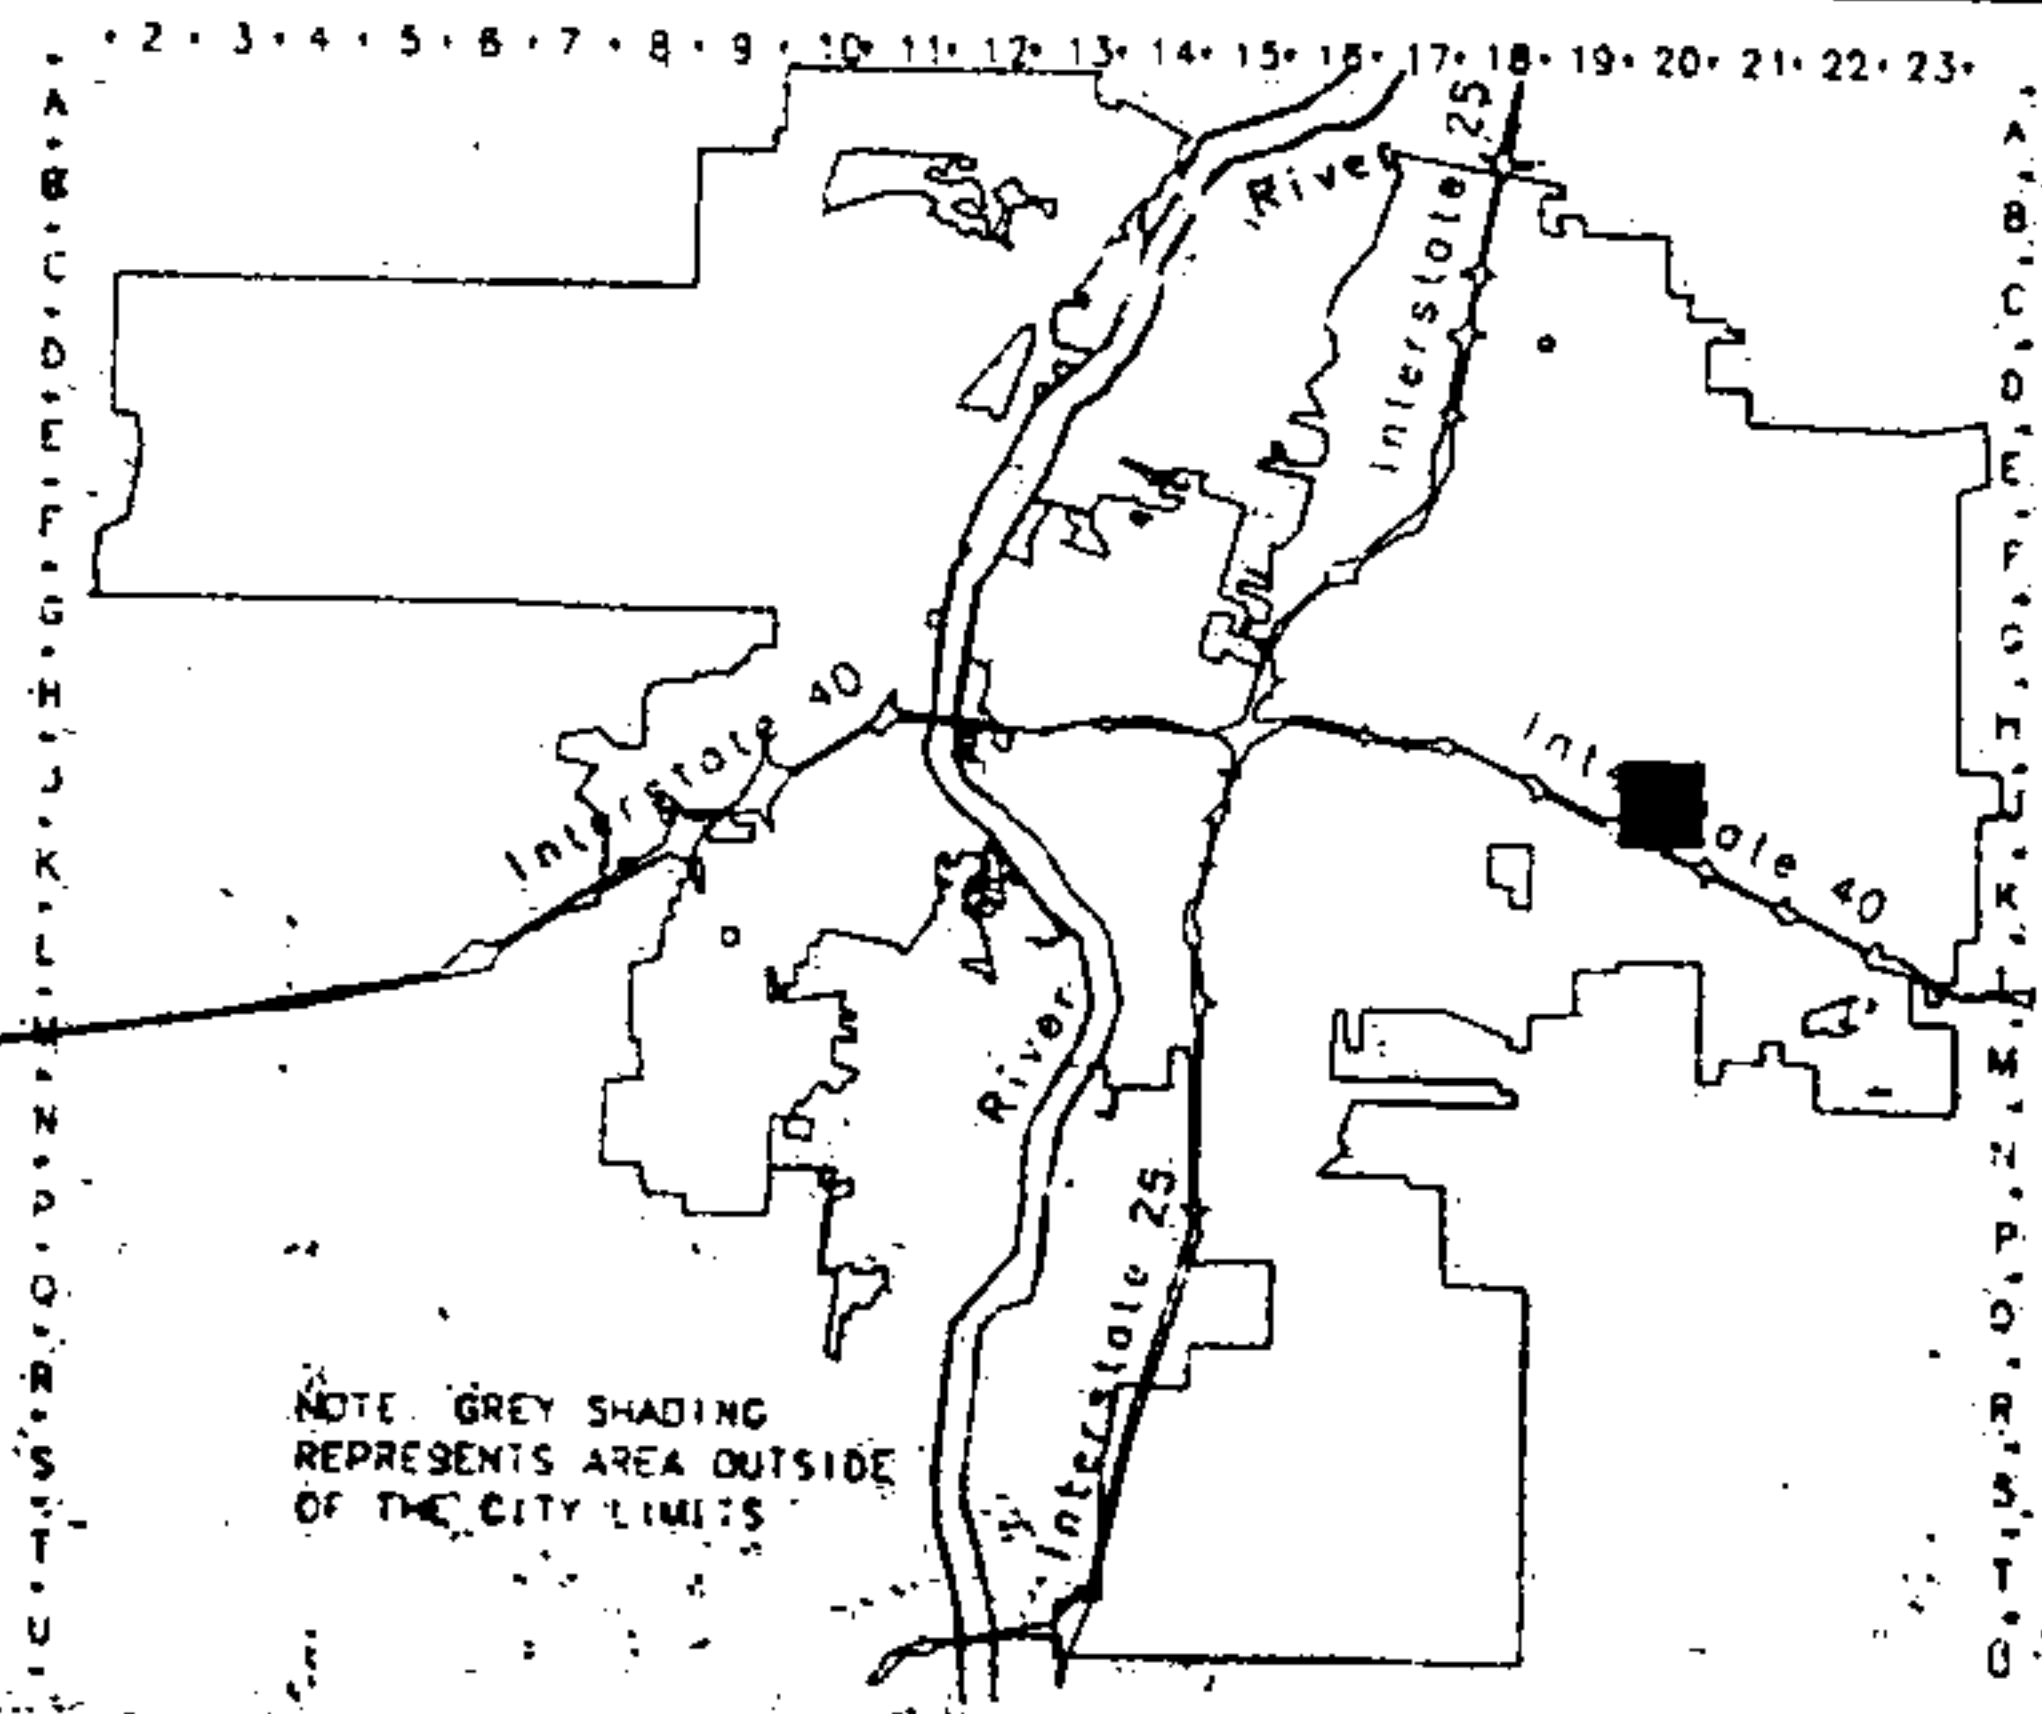 2 3 4 5 6 7 8 9 10 11 12 13 14 15 16 17 18 19 20 21 22 23
A
B
C
D
E
F
G
H
J
K
L
M
N
P
Q
R
S
T
U
A
B
C
D
E
F
G
H
J
K
L
M
N
P
Q
R
S
T
River
Interstate 25
Interstate 40
Int
ate 40
River
Interstate 25
NOTE GREY SHADING
REPRESENTS AREA OUTSIDE
OF THE CITY LIMITS